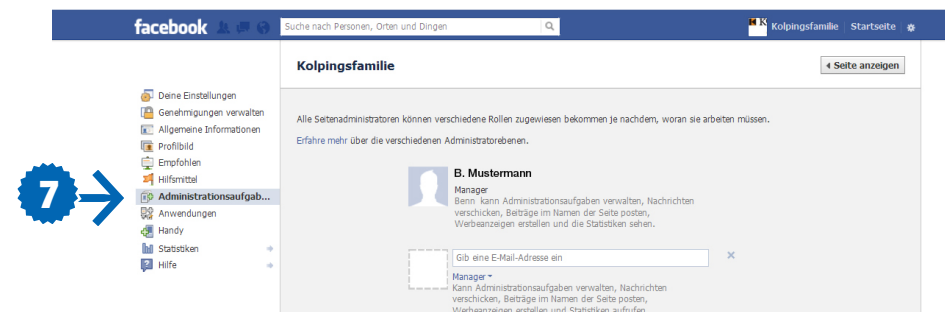 facebook Suche nach Personen, Orten und Dingen Kolpingsfamilie Startseite
Kolpingsfamilie
Seite anzeigen
Deine Einstellungen
Genehmigungen verwalten
Allgemeine Informationen
Profilbild
Empfohlen
Hilfsmittel
7
Administrationsaufgab...
Anwendungen
Handy
Statistiken
Hilfe
Alle Seitenadministratoren können verschiedene Rollen zugewiesen bekommen je nachdem, woran sie arbeiten müssen.
Erfahre mehr über die verschiedenen Administratorebenen.
B. Mustermann
Manager
Benn kann Administrationsaufgaben verwalten, Nachrichten
verschicken, Beiträge im Namen der Seite posten,
Werbeanzeigen erstellen und die Statistiken sehen.
Gib eine E-Mail-Adresse ein
Manager
Kann Administrationsaufgaben verwalten, Nachrichten
verschicken, Beiträge im Namen der Seite posten,
Werbeanzeigen erstellen und Statistiken aufrufen.